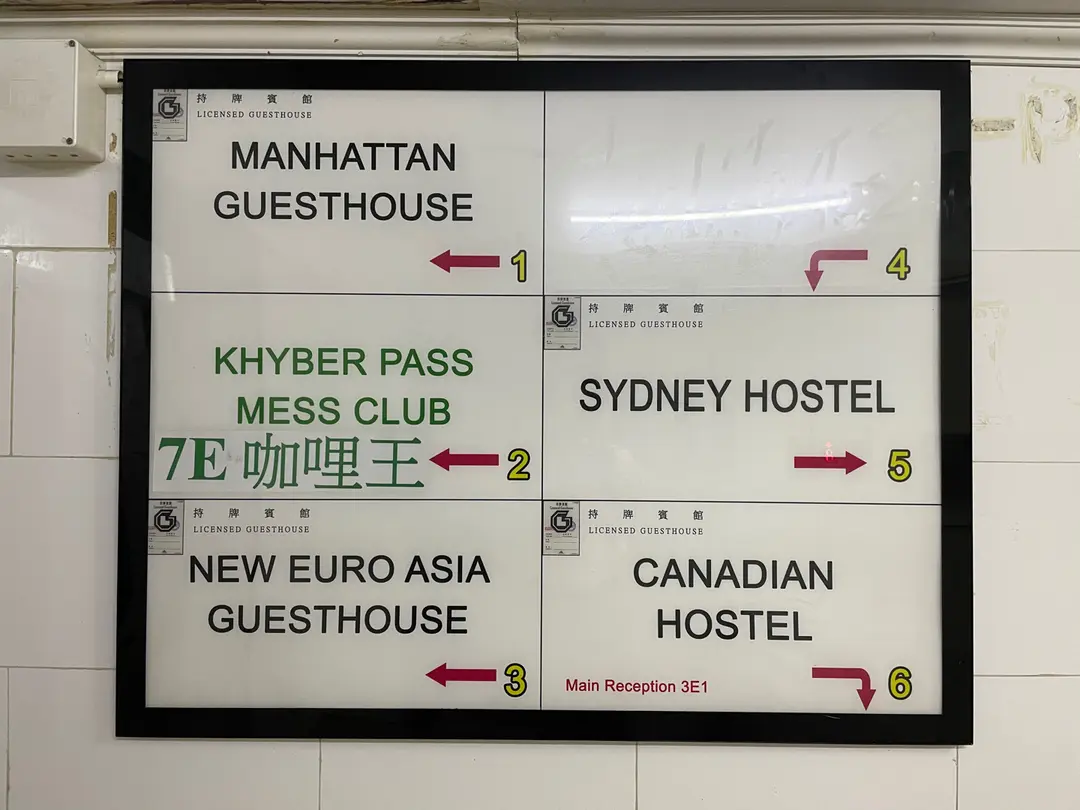 持牌賓館
LICENSED GUESTHOUSE
MANHATTAN
GUESTHOUSE
1
4
KHYBER PASS
MESS CLUB
7E 咖哩王
2
持牌賓館
LICENSED GUESTHOUSE
SYDNEY HOSTEL
5
持牌賓館
LICENSED GUESTHOUSE
NEW EURO ASIA
GUESTHOUSE
3
持牌賓館
LICENSED GUESTHOUSE
CANADIAN
HOSTEL
Main Reception 3E1
6